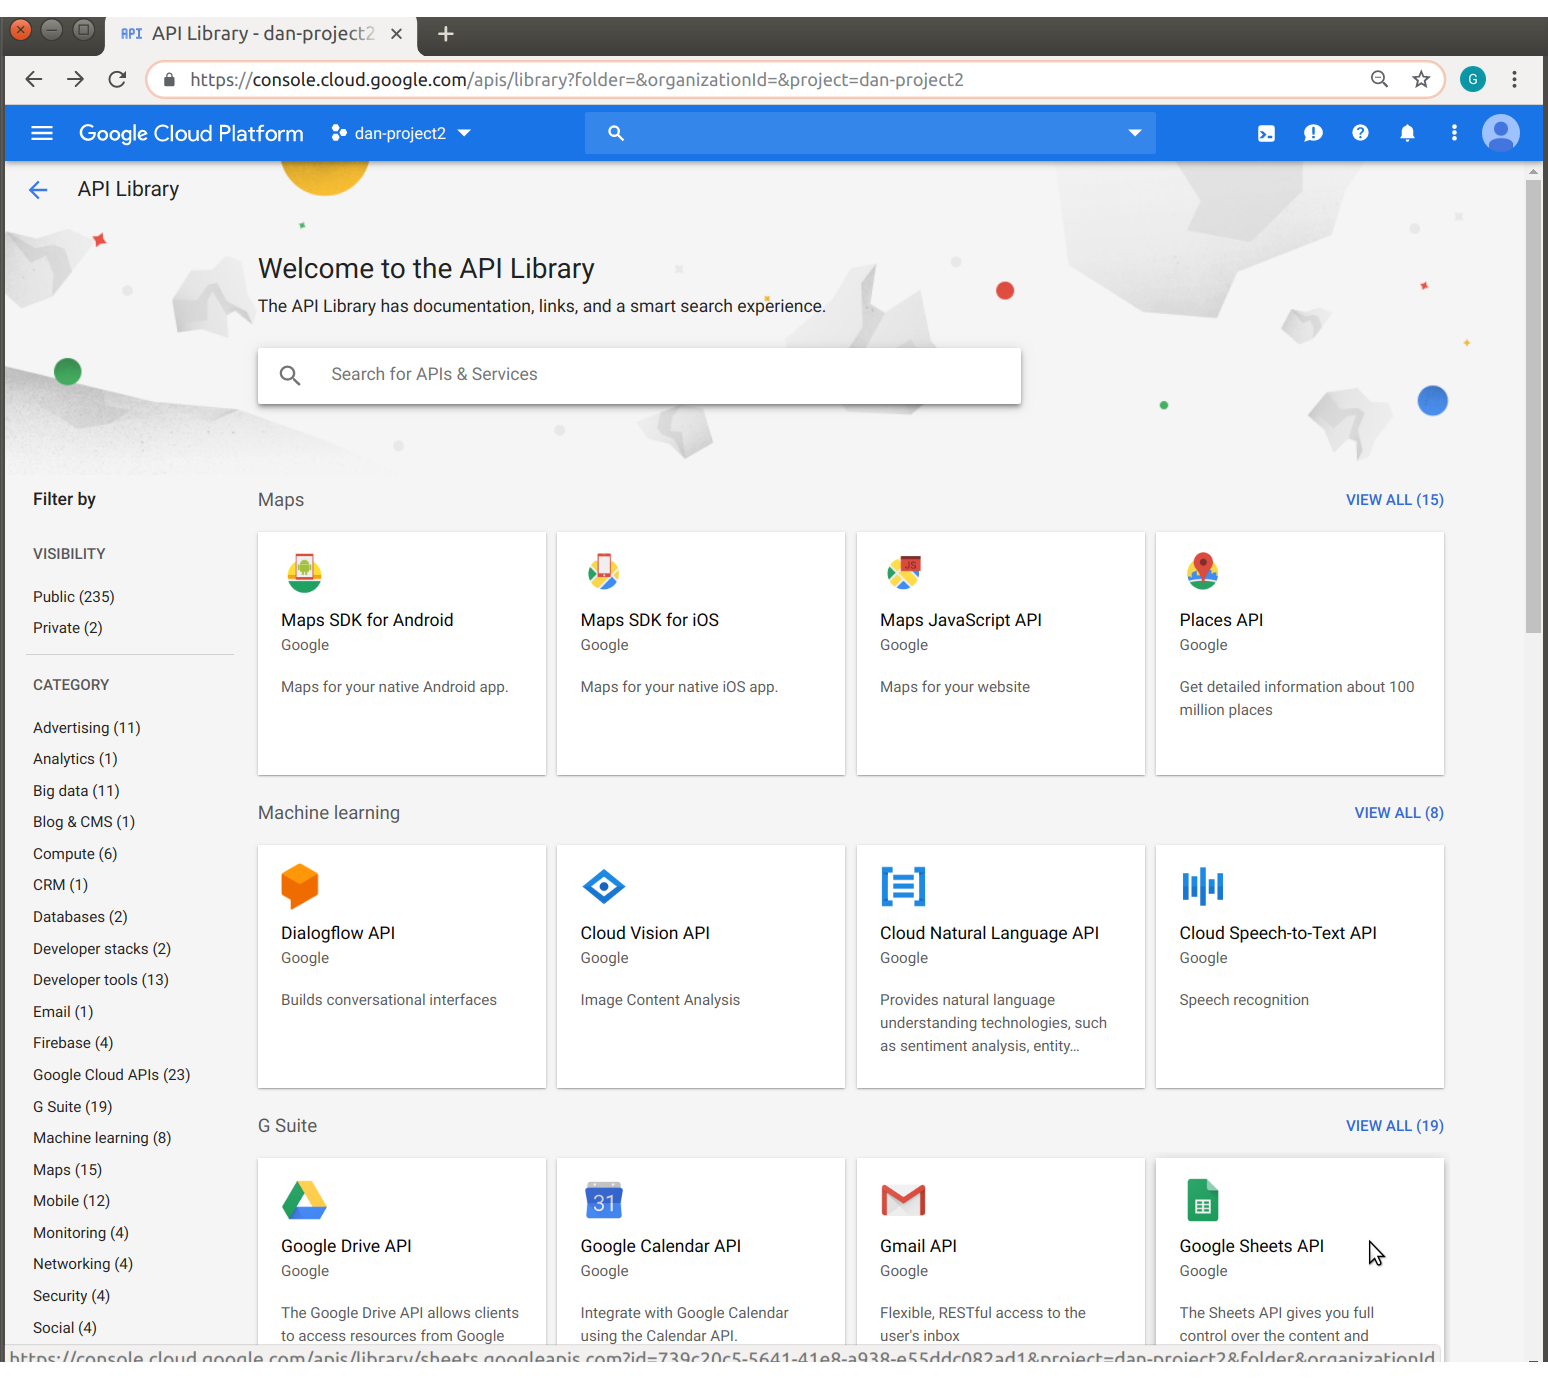 API API Library - dan-project2
https://console.cloud.google.com/apis/library?folder=&organizationId=&project=dan-project2
G
Google Cloud Platform dan-project2
API Library
Welcome to the API Library
The API Library has documentation, links, and a smart search experience.
Search for APIs & Services
Filter by
VISIBILITY
Public (235)
Private (2)
CATEGORY
Advertising (11)
Analytics (1)
Big data (11)
Blog & CMS (1)
Compute (6)
CRM (1)
Databases (2)
Developer stacks (2)
Developer tools (13)
Email (1)
Firebase (4)
Google Cloud APIs (23)
G Suite (19)
Machine learning (8)
Maps (15)
Mobile (12)
Monitoring (4)
Networking (4)
Security (4)
Social (4)
Maps
VIEW ALL (15)
Maps SDK for Android
Google
Maps for your native Android app.
Maps SDK for iOS
Google
Maps for your native iOS app.
JS
Maps JavaScript API
Google
Maps for your website
Places API
Google
Get detailed information about 100
million places
Machine learning
VIEW ALL (8)
Dialogflow API
Google
Builds conversational interfaces
Cloud Vision API
Google
Image Content Analysis
Cloud Natural Language API
Google
Provides natural language
understanding technologies, such
as sentiment analysis, entity...
Cloud Speech-to-Text API
Google
Speech recognition
G Suite
VIEW ALL (19)
Google Drive API
Google
The Google Drive API allows clients
to access resources from Google
31
Google Calendar API
Google
Integrate with Google Calendar
using the Calendar API.
Gmail API
Google
Flexible, RESTful access to the
user's inbox
Google Sheets API
Google
The Sheets API gives you full
control over the content and
https://console.cloud.google.com/apis/library/sheets.googleapis.com?id=739c20c5-5641-41e8-a938-e55ddc082ad1&project=dan-project2&folder&organizationId